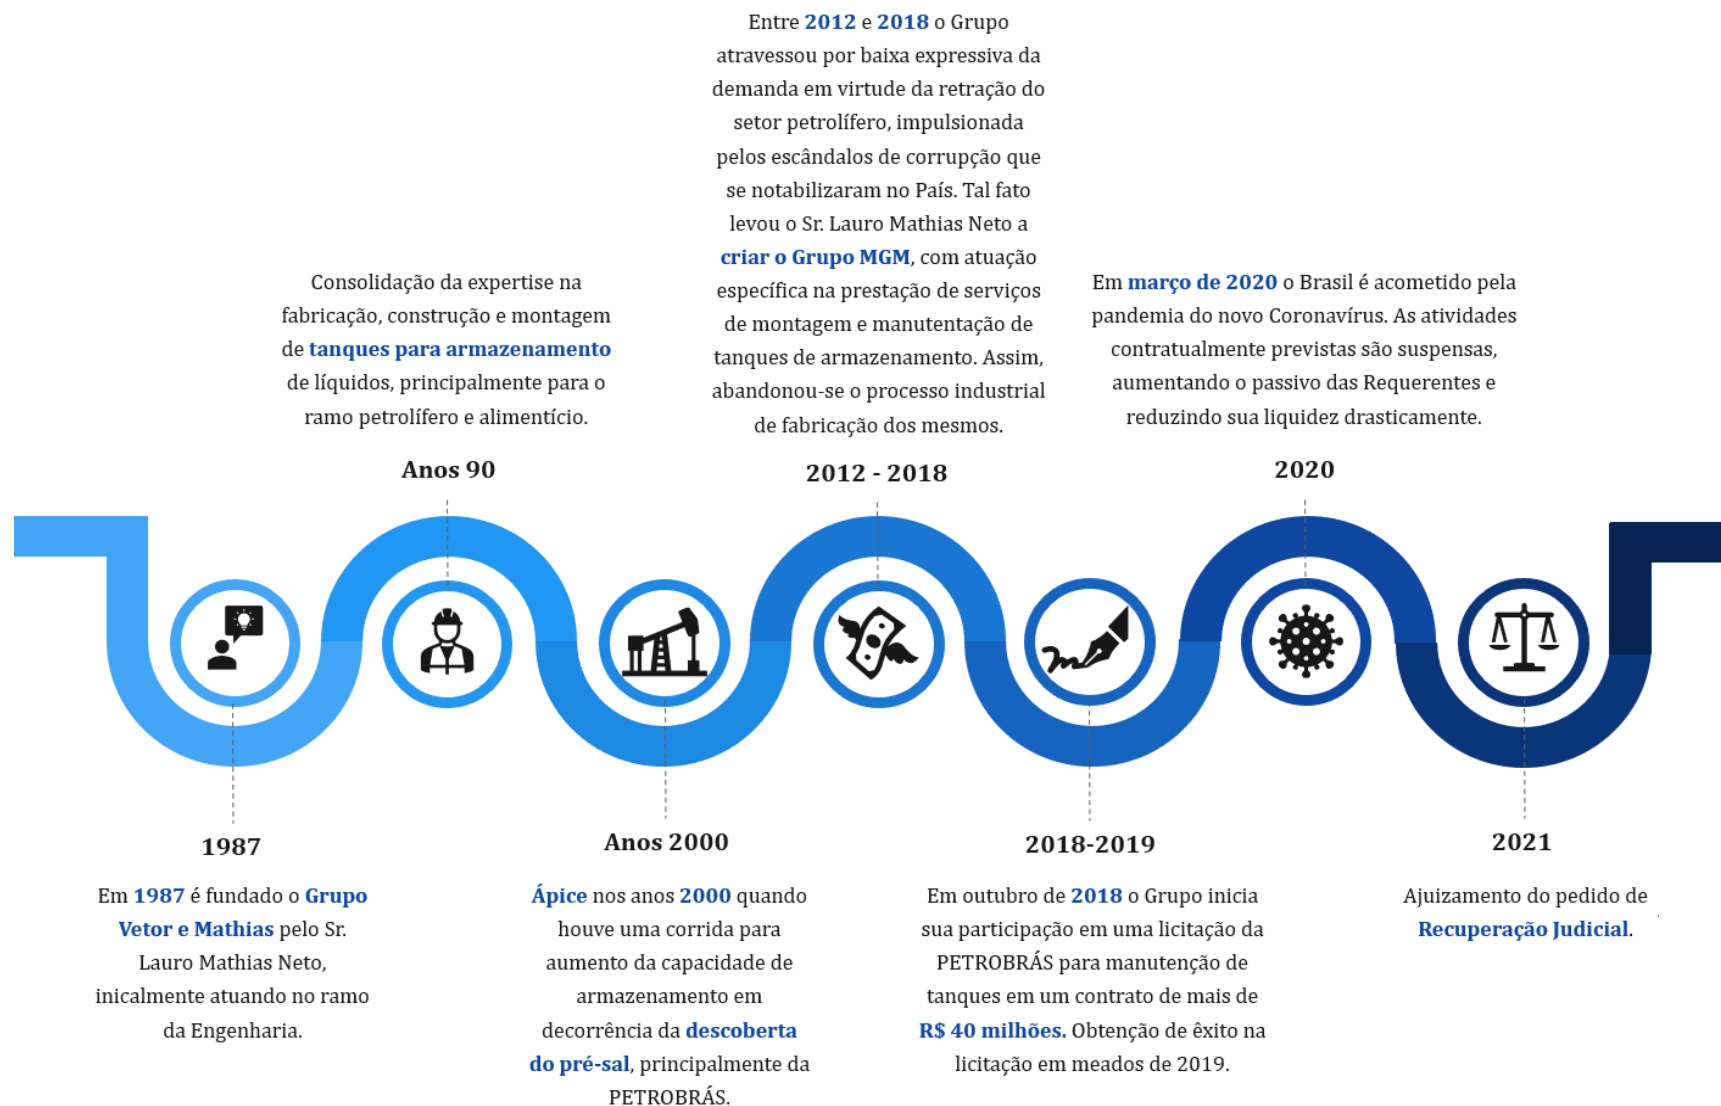 Em 1987 é fundado o Grupo
Vetor e Mathias pelo Sr.
Lauro Mathias Neto,
inicalmente atuando no ramo
da Engenharia.
1987
Consolidação da expertise na
fabricação, construção e montagem
de tanques para armazenamento
de líquidos, principalmente para o
ramo petrolífero e alimentício.
Anos 90
Anos 2000
Ápice nos anos 2000 quando
houve uma corrida para
aumento da capacidade de
armazenamento em
decorrência da descoberta
do pré-sal, principalmente da
PETROBRÁS.
Entre 2012 e 2018 o Grupo
atravessou por baixa expressiva da
demanda em virtude da retração do
setor petrolífero, impulsionada
pelos escândalos de corrupção que
se notabilizaram no País. Tal fato
levou o Sr. Lauro Mathias Neto a
criar o Grupo MGM, com atuação
específica na prestação de serviços
de montagem e manutentação de
tanques de armazenamento. Assim,
abandonou-se o processo industrial
de fabricação dos mesmos.
2012 - 2018
2018-2019
Em outubro de 2018 o Grupo inicia
sua participação em uma licitação da
PETROBRÁS para manutenção de
tanques em um contrato de mais de
R$ 40 milhões. Obtenção de êxito na
licitação em meados de 2019.
Em março de 2020 o Brasil é acometido pela
pandemia do novo Coronavírus. As atividades
contratualmente previstas são suspensas,
aumentando o passivo das Requerentes e
reduzindo sua liquidez drasticamente.
2020
2021
Ajuizamento do pedido de
Recuperação Judicial.